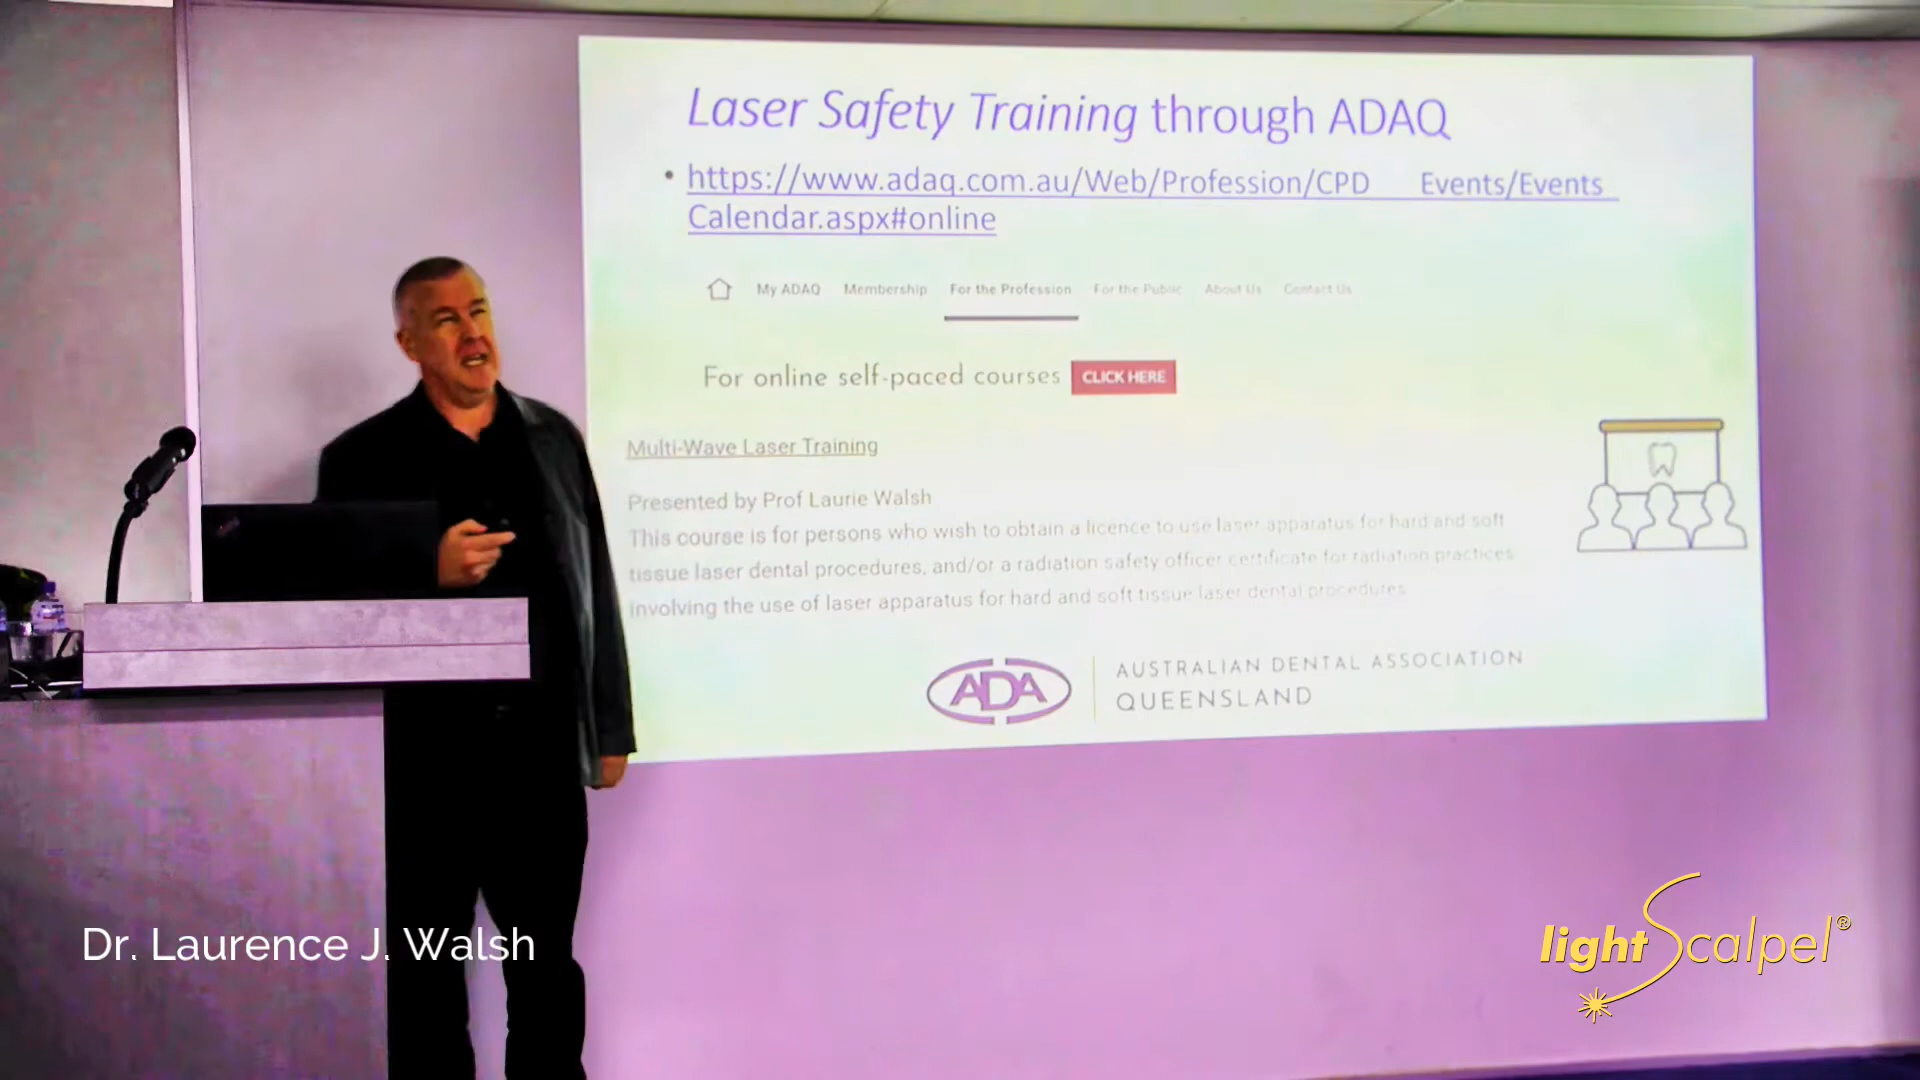 Laser Safety Training through ADAQ
• https://www.adaq.com.au/Web/Profession/CPD Events/Events
Calendar.aspx#online
My ADAQ Membership For the Profession For the Public About Us Contact Us
For online self-paced courses CLICK HERE
Multi-Wave Laser Training
Presented by Prof Laurie Walsh
This course is for persons who wish to obtain a licence to use laser apparatus for hard and soft
tissue laser dental procedures, and/or a radiation safety officer certificate for radiation practices
involving the use of laser apparatus for hard and soft tissue laser dental procedures.
ADA AUSTRALIAN DENTAL ASSOCIATION
QUEENSLAND
Dr. Laurence J. Walsh
lightScalpel®